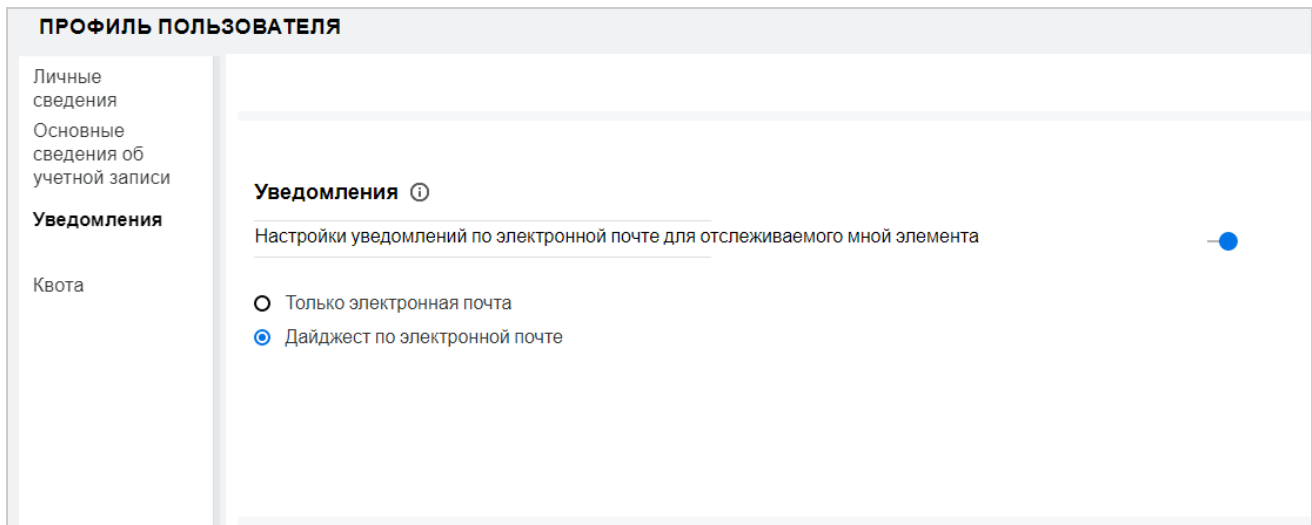 ПРОФИЛЬ ПОЛЬЗОВАТЕЛЯ
Личные
сведения
Основные
сведения об
учетной записи
Уведомления
Квота
Уведомления
Настройки уведомлений по электронной почте для отслеживаемого мной элемента
Только электронная почта
Дайджест по электронной почте